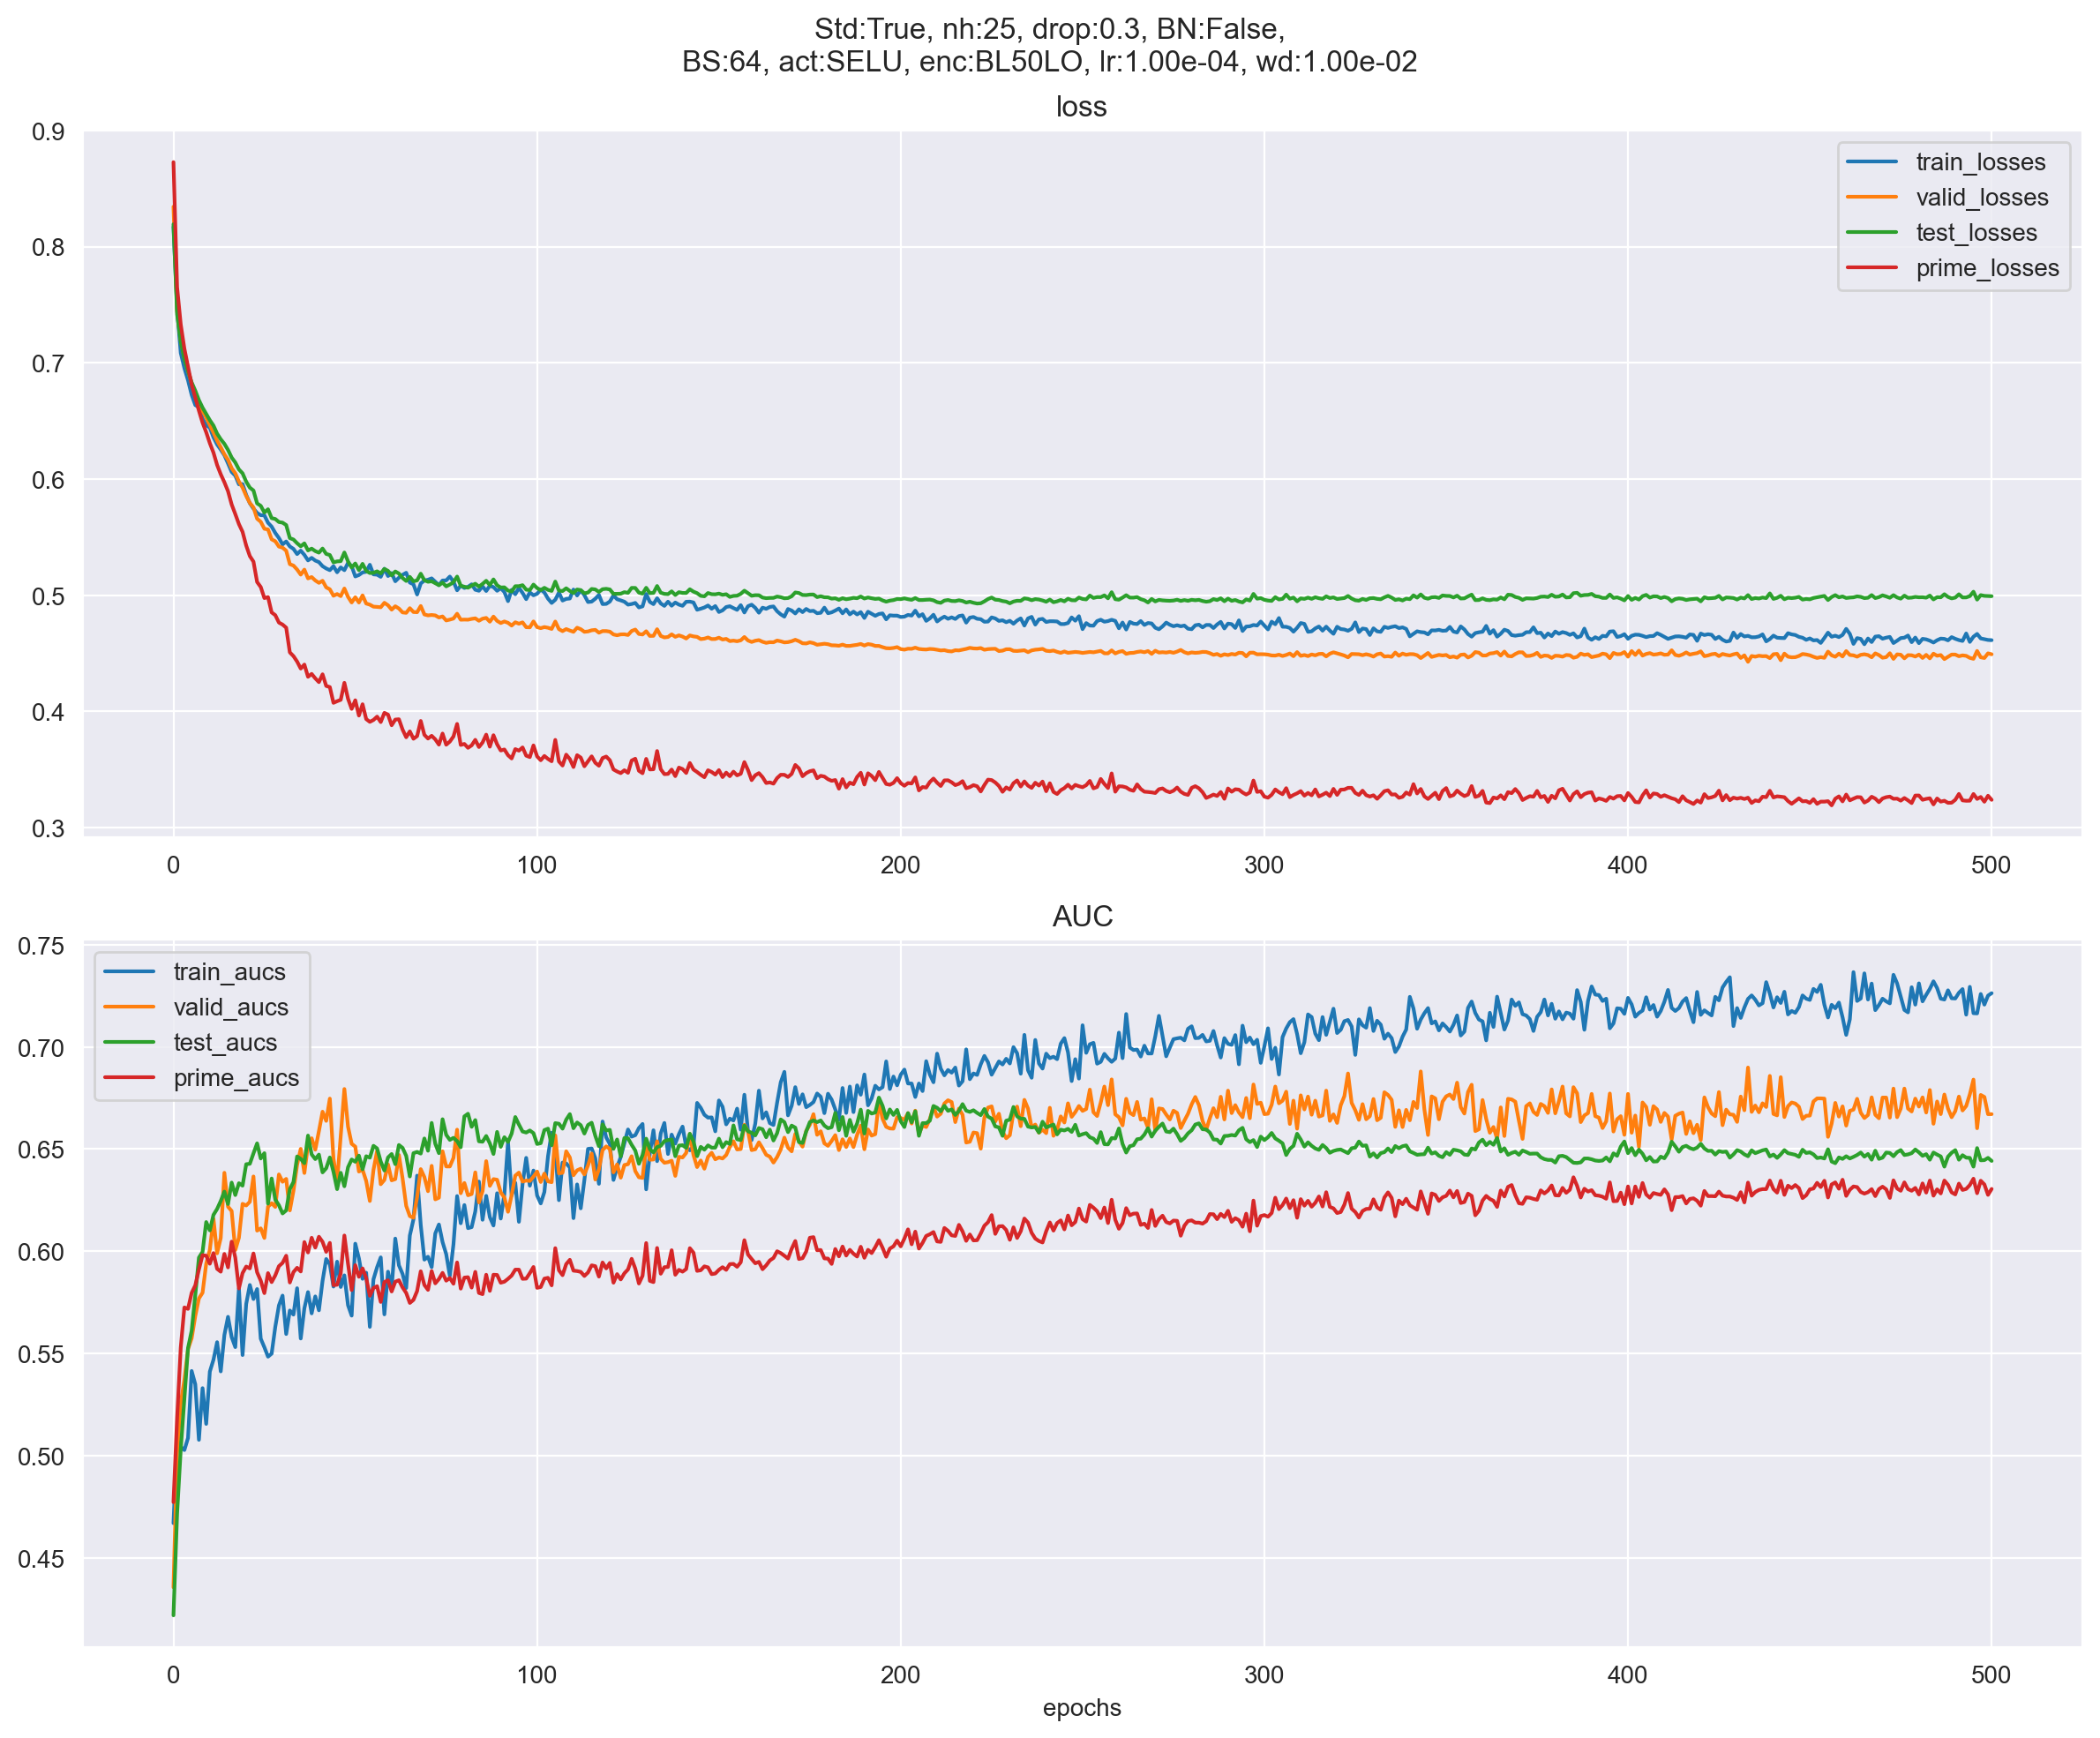 Std:True, nh:25, drop:0.3, BN:False,
BS:64, act:SELU, enc:BL50LO, lr:1.00e-04, wd:1.00e-02
loss
0.9
0.8
0.7
0.6
0.5
0.4
0.3
train_losses
valid_losses
test_losses
prime_losses
0 100 200 300 400 500
AUC
0.75
0.70
0.65
0.60
0.55
0.50
0.45
train_aucs
valid_aucs
test_aucs
prime_aucs
0 100 200 300 400 500
epochs